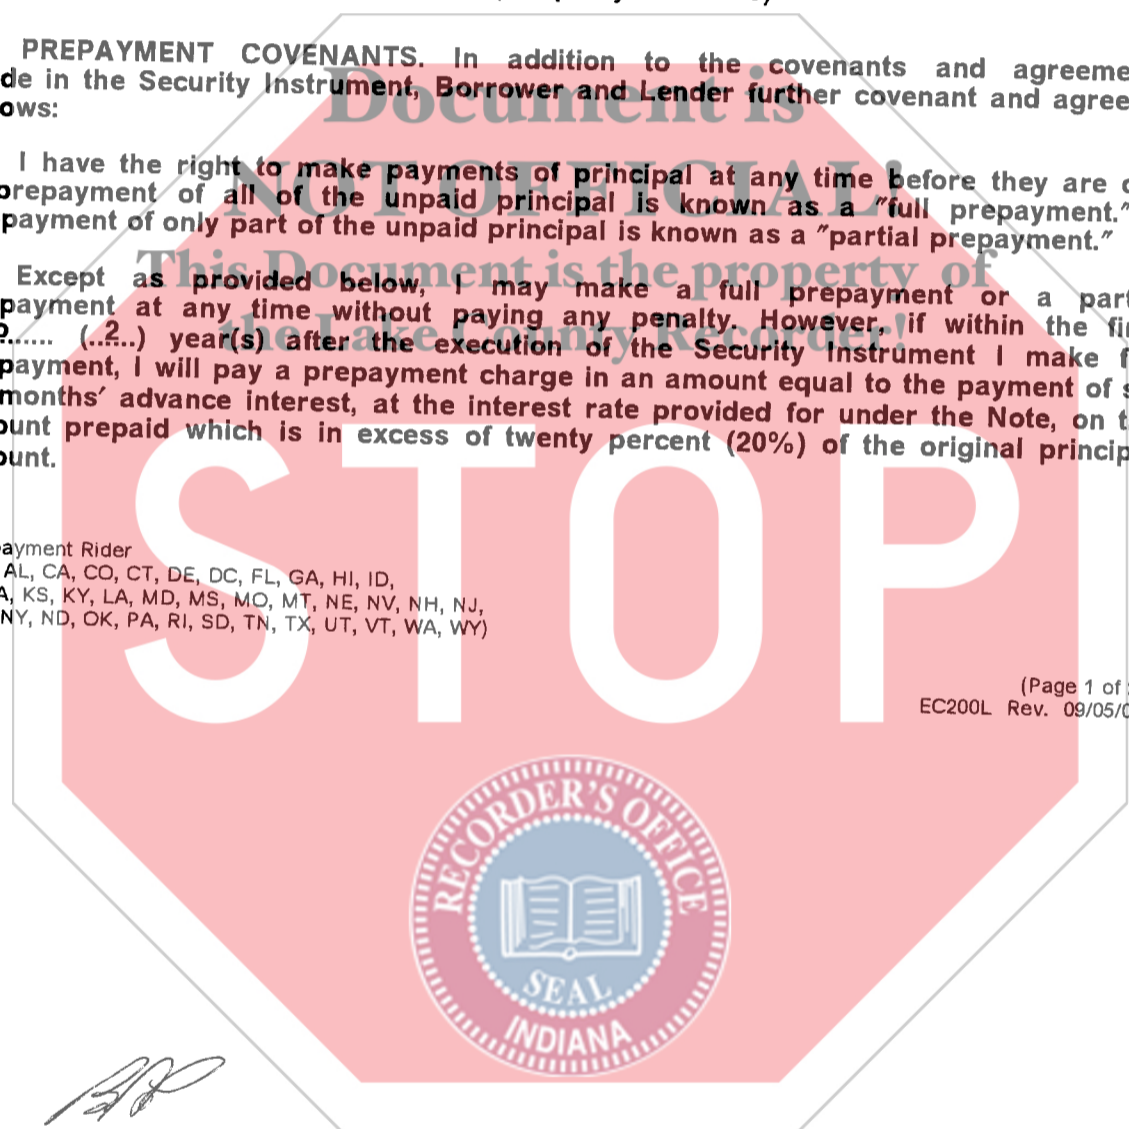 PREPAYMENT COVENANTS. In addition to the covenants and agreeme
de in the Security Instrument, Borrower and Lender further covenant and agree
ows:
Document is
NOT OFFICIAL!
This Document is the property of
the Lake County Recorder!
I have the right to make payments of principal at any time before they are
prepayment of all of the unpaid principal is known as a "full prepayment."
payment of only part of the unpaid principal is known as a "partial prepayment."
Except as provided below, I may make a full prepayment or a part
payment at any time without paying any penalty. However, if within the fi
...... (..2..) year(s) after the execution of the Security Instrument I make f
payment, I will pay a prepayment charge in an amount equal to the payment of s
months' advance interest, at the interest rate provided for under the Note, on t
ount prepaid which is in excess of twenty percent (20%) of the original princip
ount.
STOP
ayment Rider
AL, CA, CO, CT, DE, DC, FL, GA, HI, ID,
A, KS, KY, LA, MD, MS, MO, MT, NE, NV, NH, NJ,
NY, ND, OK, PA, RI, SD, TN, TX, UT, VT, WA, WY)
(Page 1 of
EC200L Rev. 09/05/0
RECORDER'S OFFICE
SEAL
INDIANA